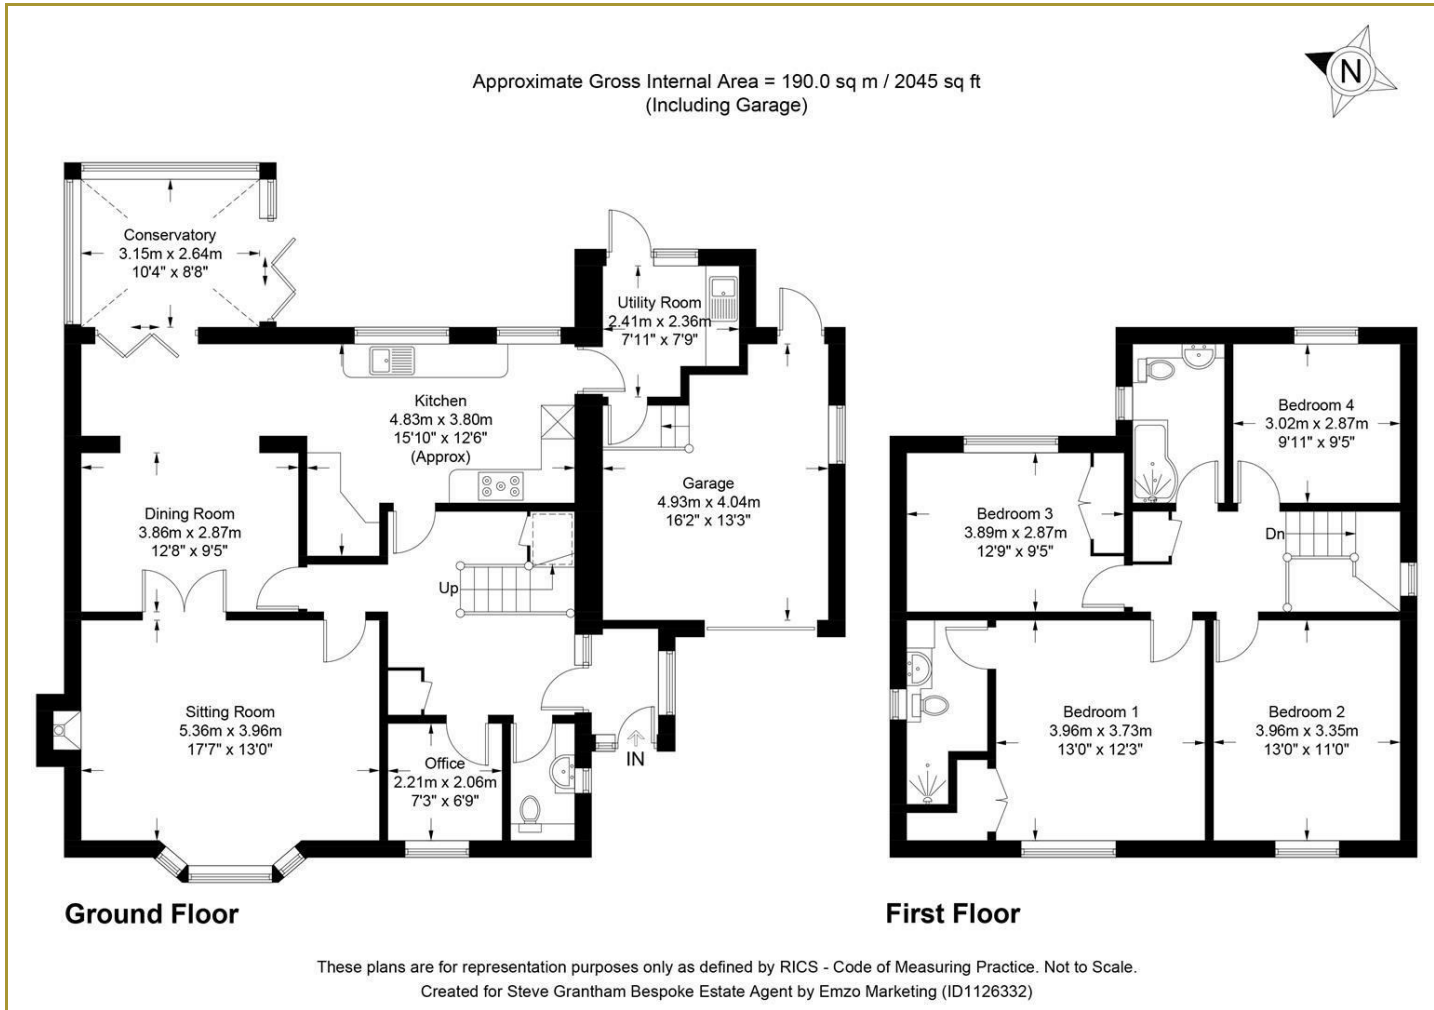 Approximate Gross Internal Area = 190.0 sq m / 2045 sq ft
(Including Garage)
N
Conservatory
3.15m x 2.64m
10'4" x 8'8"
Utility Room
2.41m x 2.36m
7'11" x 7'9"
Kitchen
4.83m x 3.80m
15'10" x 12'6"
(Approx)
Garage
4.93m x 4.04m
16'2" x 13'3"
Dining Room
3.86m x 2.87m
12'8" x 9'5"
Up
Sitting Room
5.36m x 3.96m
17'7" x 13'0"
Office
2.21m x 2.06m
7'3" x 6'9"
IN
Ground Floor
Bedroom 4
3.02m x 2.87m
9'11" x 9'5"
Bedroom 3
3.89m x 2.87m
12'9" x 9'5"
Dn
Bedroom 1
3.96m x 3.73m
13'0" x 12'3"
Bedroom 2
3.96m x 3.35m
13'0" x 11'0"
First Floor
These plans are for representation purposes only as defined by RICS - Code of Measuring Practice. Not to Scale.
Created for Steve Grantham Bespoke Estate Agent by Emzo Marketing (ID1126332)